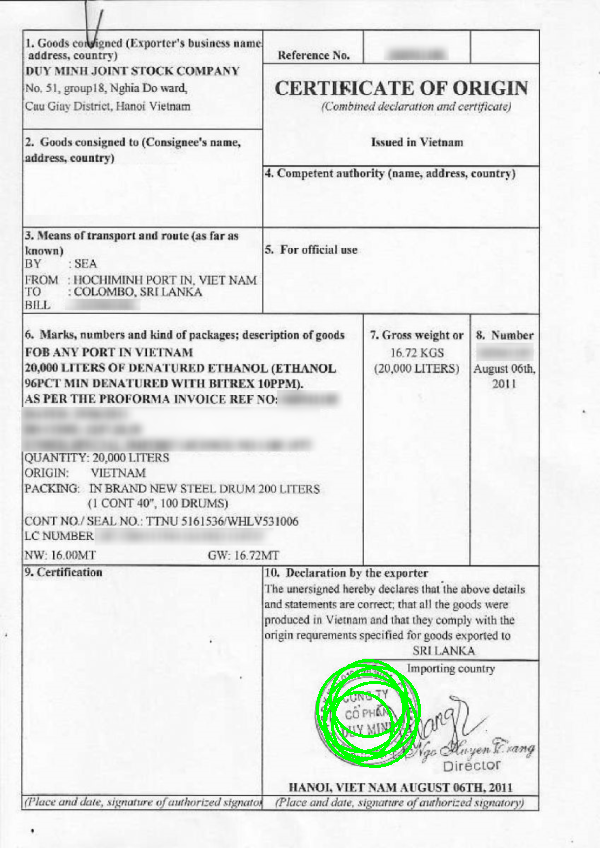 1. Goods consigned (Exporter's business name,
address, country)
DUY MINH JOINT STOCK COMPANY
No. 51, group18, Nghia Do ward,
Cau Giay District, Hanoi Vietnam
Reference No.
CERTIFICATE OF ORIGIN
(Combined declaration and certificate)
Issued in Vietnam
2. Goods consigned to (Consignee's name,
address, country)
4. Competent authority (name, address, country)
3. Means of transport and route (as far as
known)
BY : SEA
FROM : HOCHIMINH PORT IN, VIET NAM
TO : COLOMBO, SRI LANKA
BILL
5. For official use
6. Marks, numbers and kind of packages; description of goods
FOB ANY PORT IN VIETNAM
20,000 LITERS OF DENATURED ETHANOL (ETHANOL
96PCT MIN DENATURED WITH BITREX 10PPM).
AS PER THE PROFORMA INVOICE REF NO:
QUANTITY: 20,000 LITERS
ORIGIN: VIETNAM
PACKING: IN BRAND NEW STEEL DRUM 200 LITERS
(1 CONT 40", 100 DRUMS)
CONT NO./ SEAL NO.: TTNU 5161536/WHLV531006
LC NUMBER
NW: 16.00MT GW: 16.72MT
7. Gross weight or
16.72 KGS
(20,000 LITERS)
8. Number
August 06th,
2011
9. Certification
(Place and date, signature of authorized signator
10. Declaration by the exporter
The unersigned hereby declares that the above details
and statements are correct; that all the goods were
produced in Vietnam and that they comply with the
origin requrements specified for goods exported to
SRI LANKA
Importing country
CÔNG TY
CỔ PHẦN
DUY MINH
Ngo Huyen Trang
Director
HANOI, VIET NAM AUGUST 06TH, 2011
(Place and date, signature of authorized signatory)